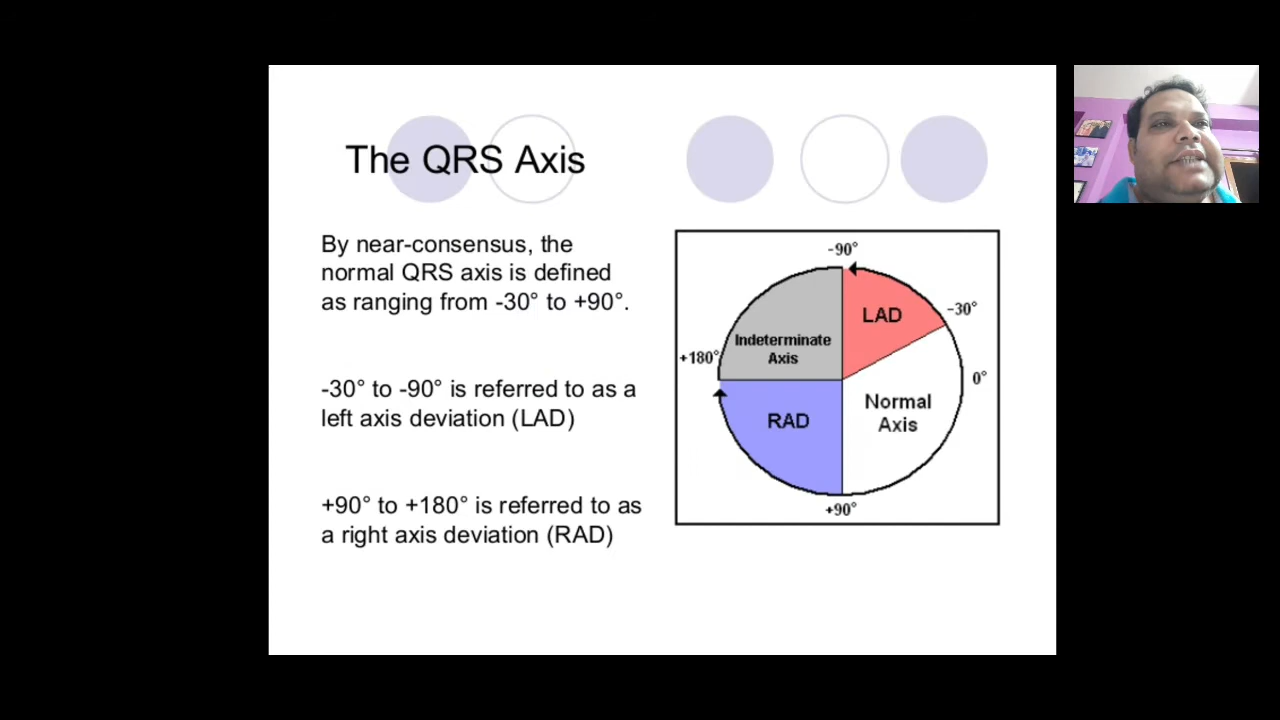 The QRS Axis
By near-consensus, the
normal QRS axis is defined
as ranging from -30° to +90°.
-30° to -90° is referred to as a
left axis deviation (LAD)
+90° to +180° is referred to as
a right axis deviation (RAD)
-90°
LAD
-30°
Indeterminate
Axis
+180°
0°
Normal
Axis
RAD
+90°